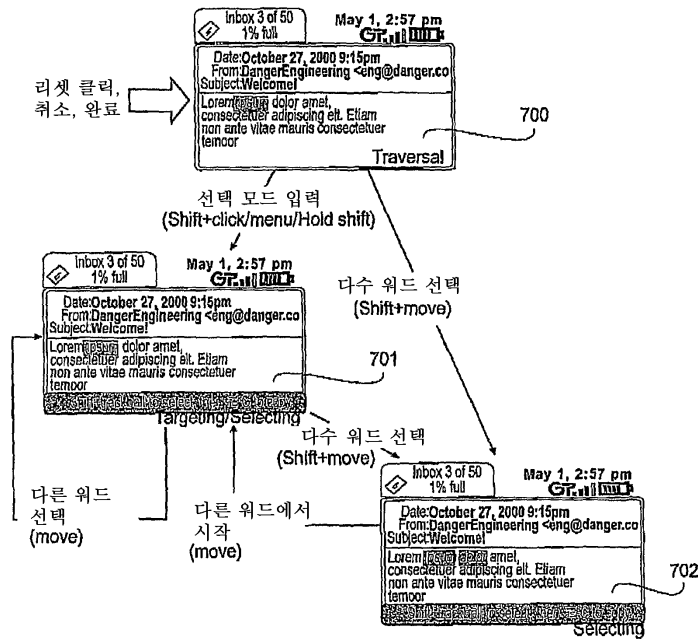 Inbox 3 of 50
1% full
May 1, 2:57 pm
Date:October 27, 2000 9:15pm
From:DangerEngineering <eng@danger.co
Subject:Welcome!
Lorem ipsum dolor amet,
consectetuer adipiscing elt. Etiam
non ante vitae mauris consectetuer
tempor
Traversal
700
리셋 클릭,
취소, 완료
선택 모드 입력
(Shift+click/menu/Hold shift)
다수 워드 선택
(Shift+move)
Inbox 3 of 50
1% full
May 1, 2:57 pm
Date:October 27, 2000 9:15pm
From:DangerEngineering <eng@danger.co
Subject:Welcome!
Lorem ipsum dolor amet,
consectetuer adipiscing elt. Etiam
non ante vitae mauris consectetuer
tempor
701
Targeting/Selecting
다수 워드 선택
(Shift+move)
다른 워드
선택
(move)
다른 워드에서
시작
(move)
Inbox 3 of 50
1% full
May 1, 2:57 pm
Date:October 27, 2000 9:15pm
From:DangerEngineering <eng@danger.co
Subject:Welcome!
Lorem ipsum dolor amet,
consectetuer adipiscing elt. Etiam
non ante vitae mauris consectetuer
tempor
702
Selecting